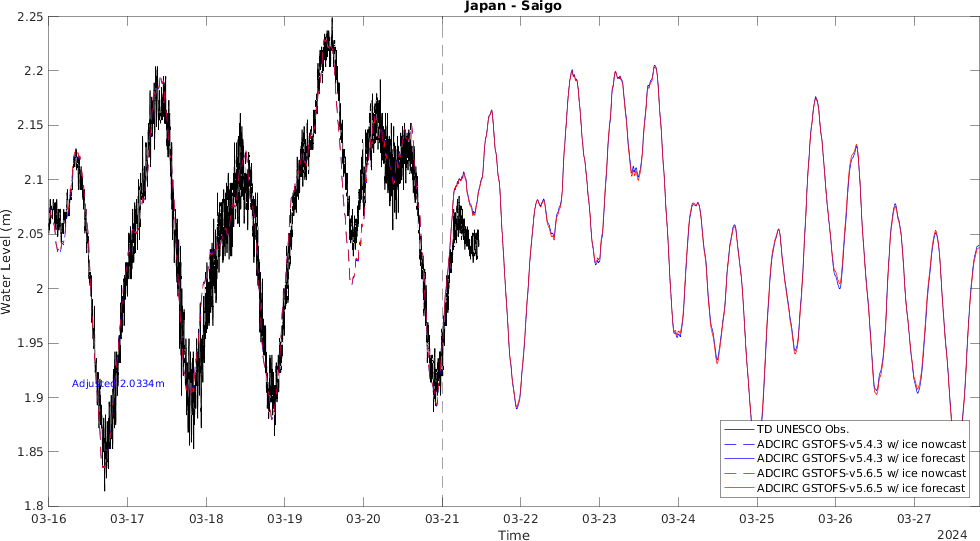 Japan - Saigo
Water Level (m)
2.25
2.2
2.15
2.1
2.05
2
1.95
1.9
1.85
1.8
Adjusted 2.0334m
TD UNESCO Obs.
ADCIRC GSTOFS-v5.4.3 w/ ice nowcast
ADCIRC GSTOFS-v5.4.3 w/ ice forecast
ADCIRC GSTOFS-v5.6.5 w/ ice nowcast
ADCIRC GSTOFS-v5.6.5 w/ ice forecast
03-16 03-17 03-18 03-19 03-20 03-21 03-22 03-23 03-24 03-25 03-26 03-27
Time
2024